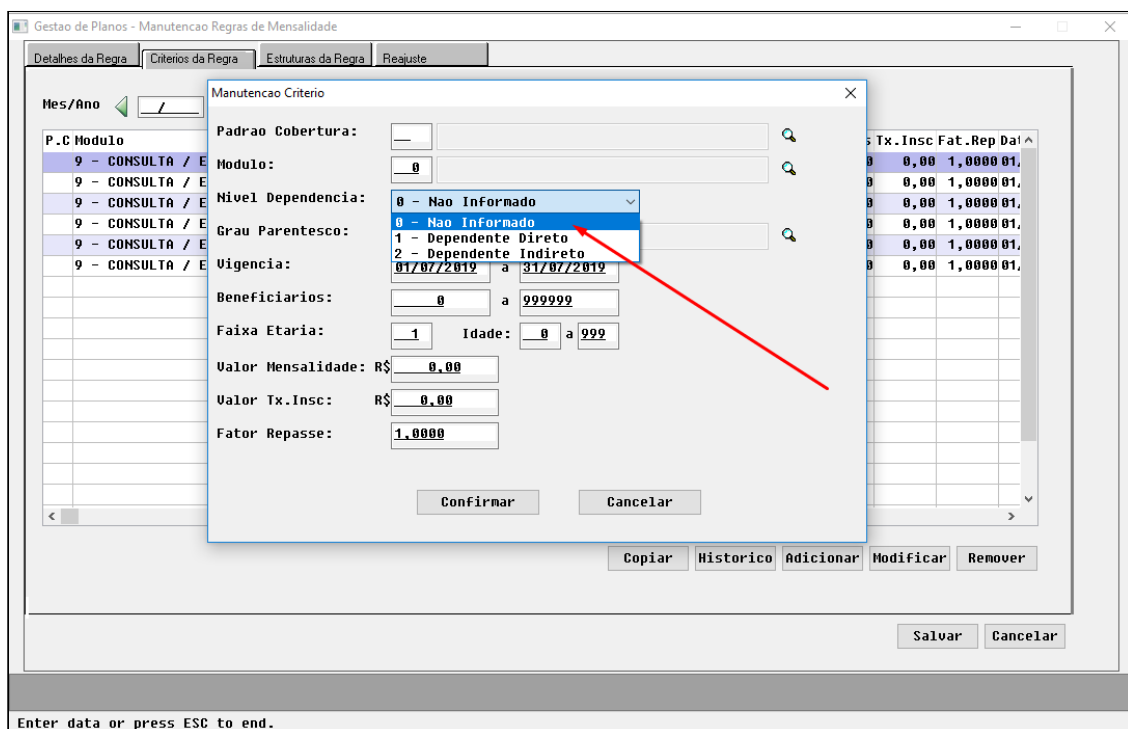 Gestao de Planos - Manutencao Regras de Mensalidade
Detalhes da Regra Criterios da Regra Estruturas da Regra Reajuste
Mes/Ano /
Manutencao Criterio
P.C Modulo Tx.Insc Fat.Rep
9 - CONSULTA / E 0,00 1,0000 01/
9 - CONSULTA / E 0,00 1,0000 01/
9 - CONSULTA / E 0,00 1,0000 01/
9 - CONSULTA / E 0,00 1,0000 01/
9 - CONSULTA / E 0,00 1,0000 01/
9 - CONSULTA / E 0,00 1,0000 01/
Padrao Cobertura:
Modulo: 0
Nivel Dependencia: 0 - Nao Informado
0 - Nao Informado
1 - Dependente Direto
2 - Dependente Indireto
Grau Parentesco:
Vigencia: 01/07/2019 a 31/07/2019
Beneficiarios: 0 a 999999
Faixa Etaria: 1 Idade: 0 a 999
Valor Mensalidade: R$ 0,00
Valor Tx.Insc: R$ 0,00
Fator Repasse: 1,0000
Confirmar Cancelar
Copiar Historico Adicionar Modificar Remover
Salvar Cancelar
Enter data or press ESC to end.